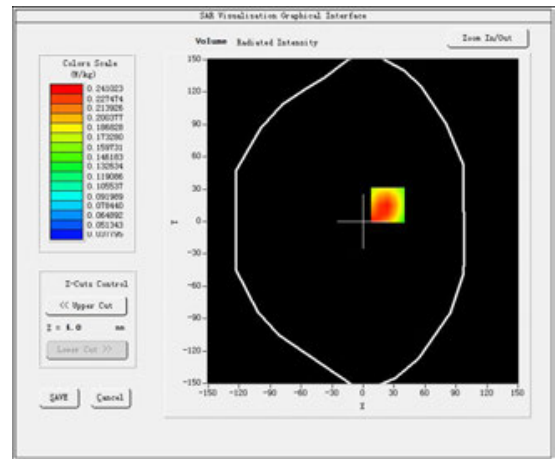 SAR Visualisation Graphical Interface
Colors Scale
(W/kg)
0.241023
0.227474
0.213926
0.200377
0.186828
0.173280
0.159731
0.146183
0.132634
0.119086
0.105537
0.091989
0.078440
0.064892
0.051343
0.037795
Z-Cuts Control
<< Upper Cut
Z = 4.0 mm
Lower Cut >>
SAVE Cancel
Volume Radiated Intensity
Zoom In/Out
150
120
90
60
30
0
-30
-60
-90
-120
-150
Y
-150 -120 -90 -60 -30 0 30 60 90 120 150
X